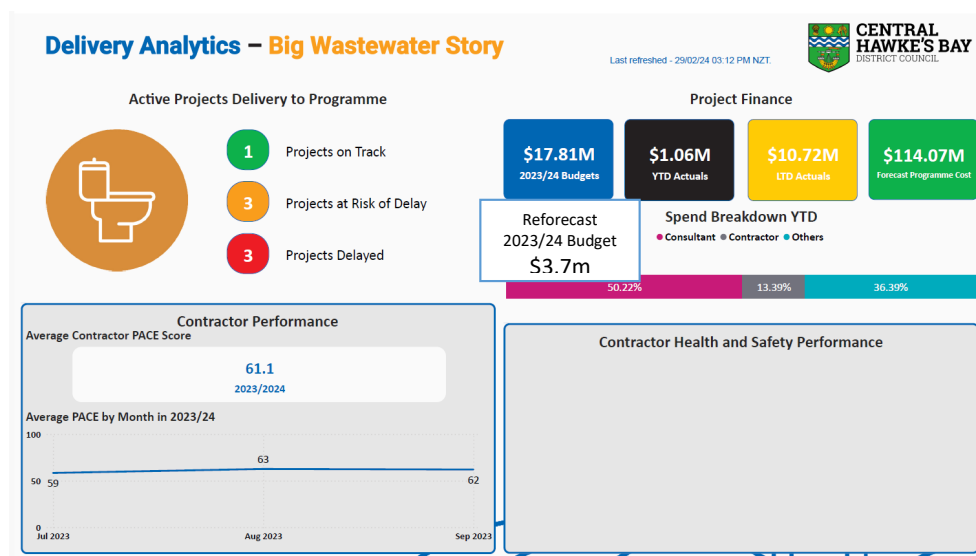 Delivery Analytics – Big Wastewater Story
Last refreshed - 29/02/24 03:12 PM NZT.
CENTRAL
HAWKE'S BAY
DISTRICT COUNCIL
Active Projects Delivery to Programme
1
Projects on Track
3
Projects at Risk of Delay
3
Projects Delayed
Project Finance
$17.81M
2023/24 Budgets
$1.06M
YTD Actuals
$10.72M
LTD Actuals
$114.07M
Forecast Programme Cost
Reforecast
2023/24 Budget
$3.7m
Spend Breakdown YTD
Consultant Contractor Others
50.22% 13.39% 36.39%
Contractor Performance
Average Contractor PACE Score
61.1
2023/2024
Average PACE by Month in 2023/24
100
50
0
59
63
62
Jul 2023 Aug 2023 Sep 2023
Contractor Health and Safety Performance